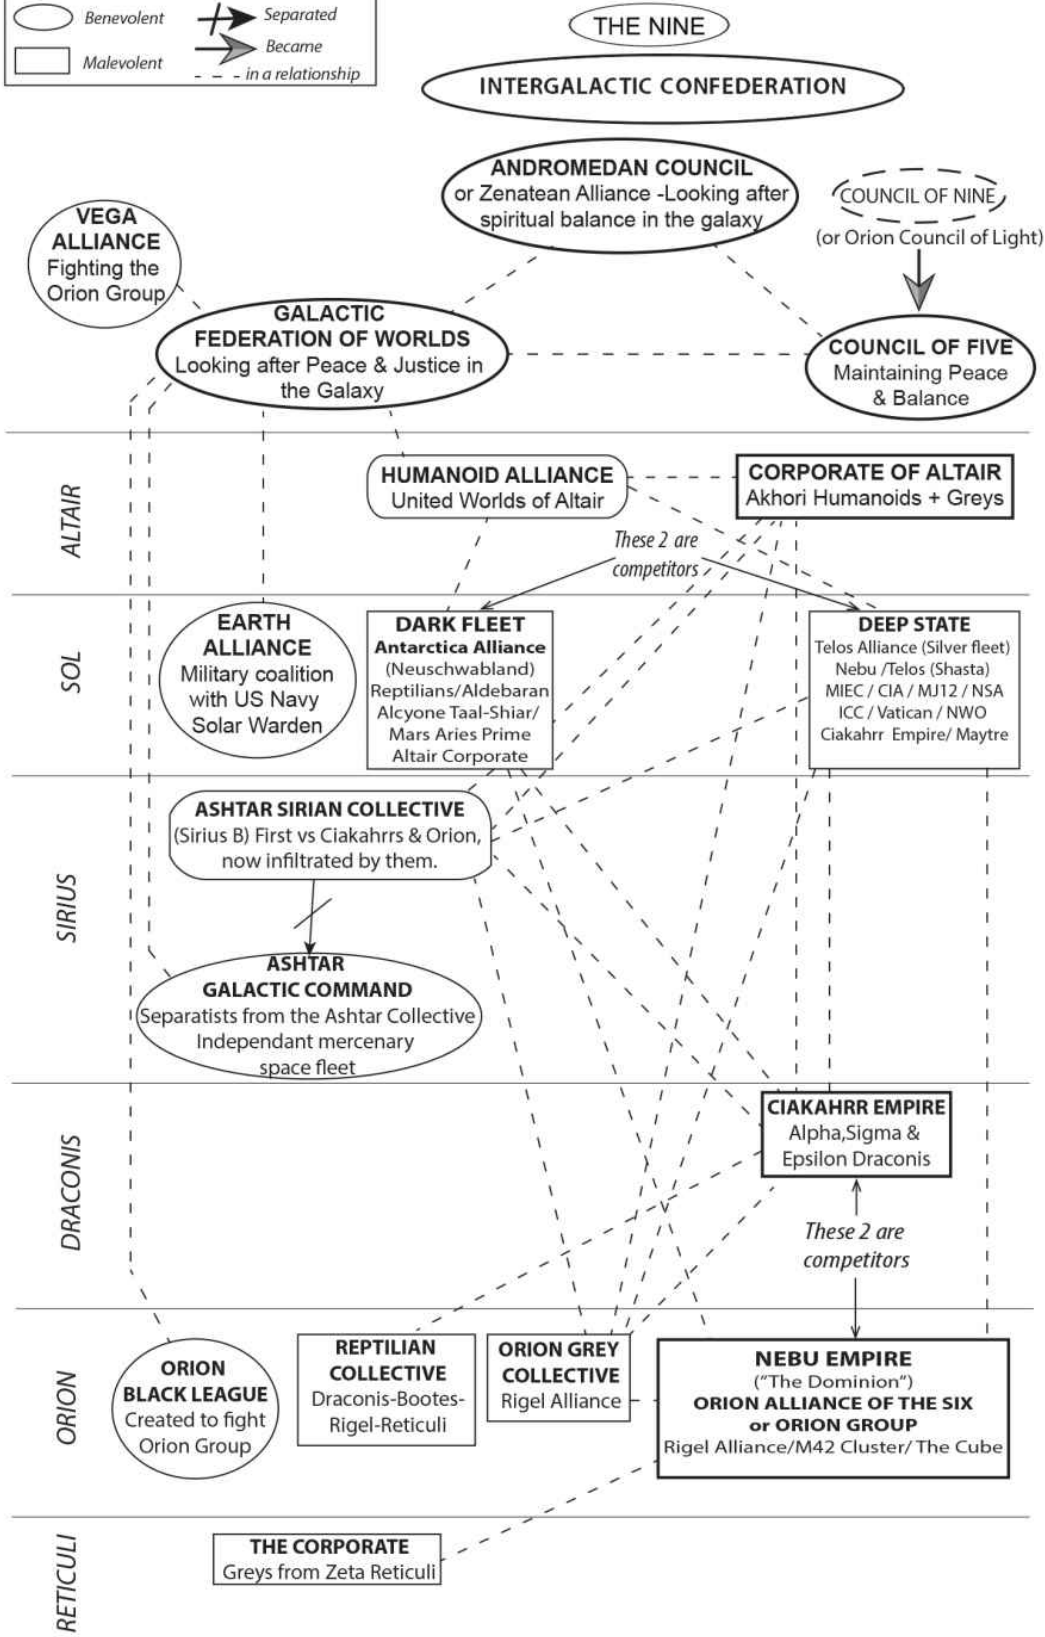 Benevolent
Separated
Became
Malevolent
in a relationship
THE NINE
INTERGALACTIC CONFEDERATION
ANDROMEDAN COUNCIL
or Zenatean Alliance -Looking after
spiritual balance in the galaxy
COUNCIL OF NINE
(or Orion Council of Light)
VEGA
ALLIANCE
Fighting the
Orion Group
GALACTIC
FEDERATION OF WORLDS
Looking after Peace & Justice in
the Galaxy
COUNCIL OF FIVE
Maintaining Peace
& Balance
ALTAIR
HUMANOID ALLIANCE
United Worlds of Altair
CORPORATE OF ALTAIR
Akhori Humanoids + Greys
These 2 are
competitors
SOL
EARTH
ALLIANCE
Military coalition
with US Navy
Solar Warden
DARK FLEET
Antarctica Alliance
(Neuschwabland)
Reptilians/Aldebaran
Alcyone Taal-Shiar/
Mars Aries Prime
Altair Corporate
DEEP STATE
Telos Alliance (Silver fleet)
Nebu /Telos (Shasta)
MIEC / CIA / MJ12 / NSA
ICC / Vatican / NWO
Ciakahrr Empire/ Maytre
SIRIUS
ASHTAR SIRIAN COLLECTIVE
(Sirius B) First vs Ciakahrrs & Orion,
now infiltrated by them.
ASHTAR
GALACTIC COMMAND
Separatists from the Ashtar Collective
Independant mercenary
space fleet
DRACONIS
CIAKAHRR EMPIRE
Alpha,Sigma &
Epsilon Draconis
These 2 are
competitors
ORION
ORION
BLACK LEAGUE
Created to fight
Orion Group
REPTILIAN
COLLECTIVE
Draconis-Bootes-
Rigel-Reticuli
ORION GREY
COLLECTIVE
Rigel Alliance
NEBU EMPIRE
("The Dominion")
ORION ALLIANCE OF THE SIX
or ORION GROUP
Rigel Alliance/M42 Cluster/ The Cube
RETICULI
THE CORPORATE
Greys from Zeta Reticuli